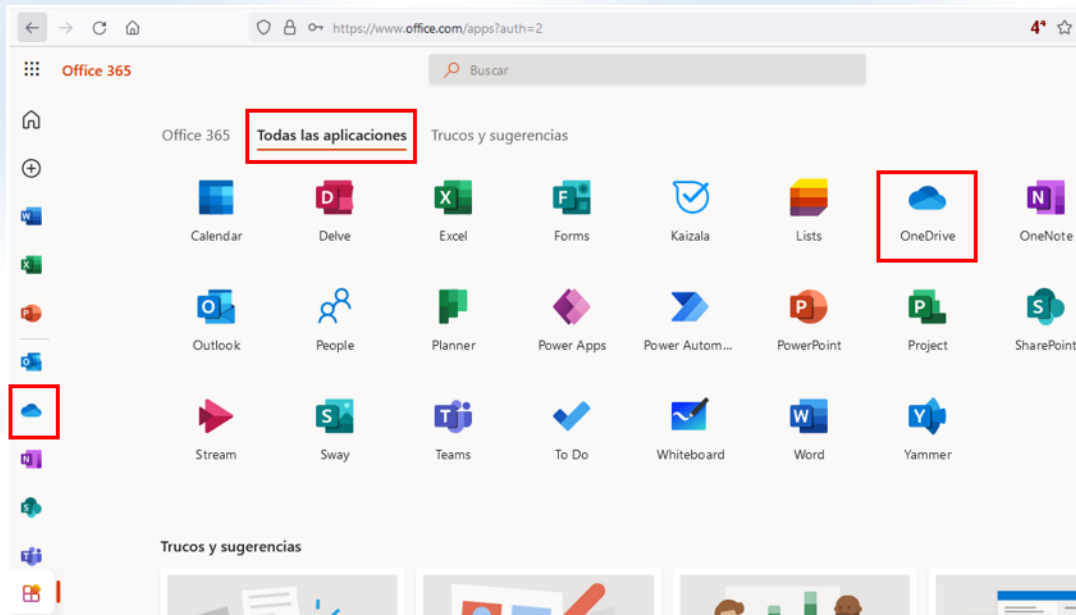 https://www.office.com/apps?auth=2
Office 365
Buscar
Office 365 Todas las aplicaciones Trucos y sugerencias
Calendar Delve Excel Forms Kaizala Lists OneDrive OneNote
Outlook People Planner Power Apps Power Autom... PowerPoint Project SharePoint
Stream Sway Teams To Do Whiteboard Word Yammer
Trucos y sugerencias